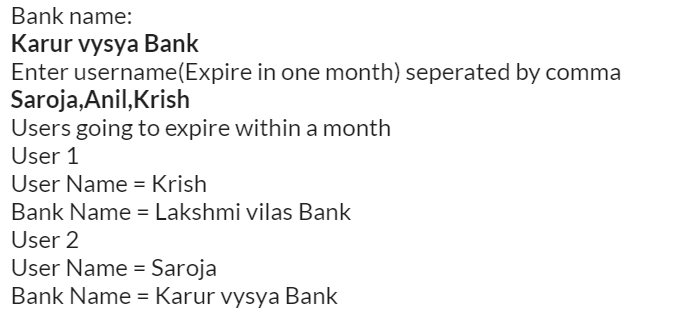 Bank name:
Karur vysya Bank
Enter username(Expire in one month) seperated by comma
Saroja,Anil,Krish
Users going to expire within a month
User 1
User Name = Krish
Bank Name = Lakshmi vilas Bank
User 2
User Name = Saroja
Bank Name = Karur vysya Bank